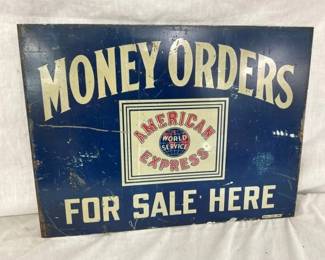 MONEY ORDERS
AMERICAN
WORLD
SERVICE
EXPRESS
FOR SALE HERE